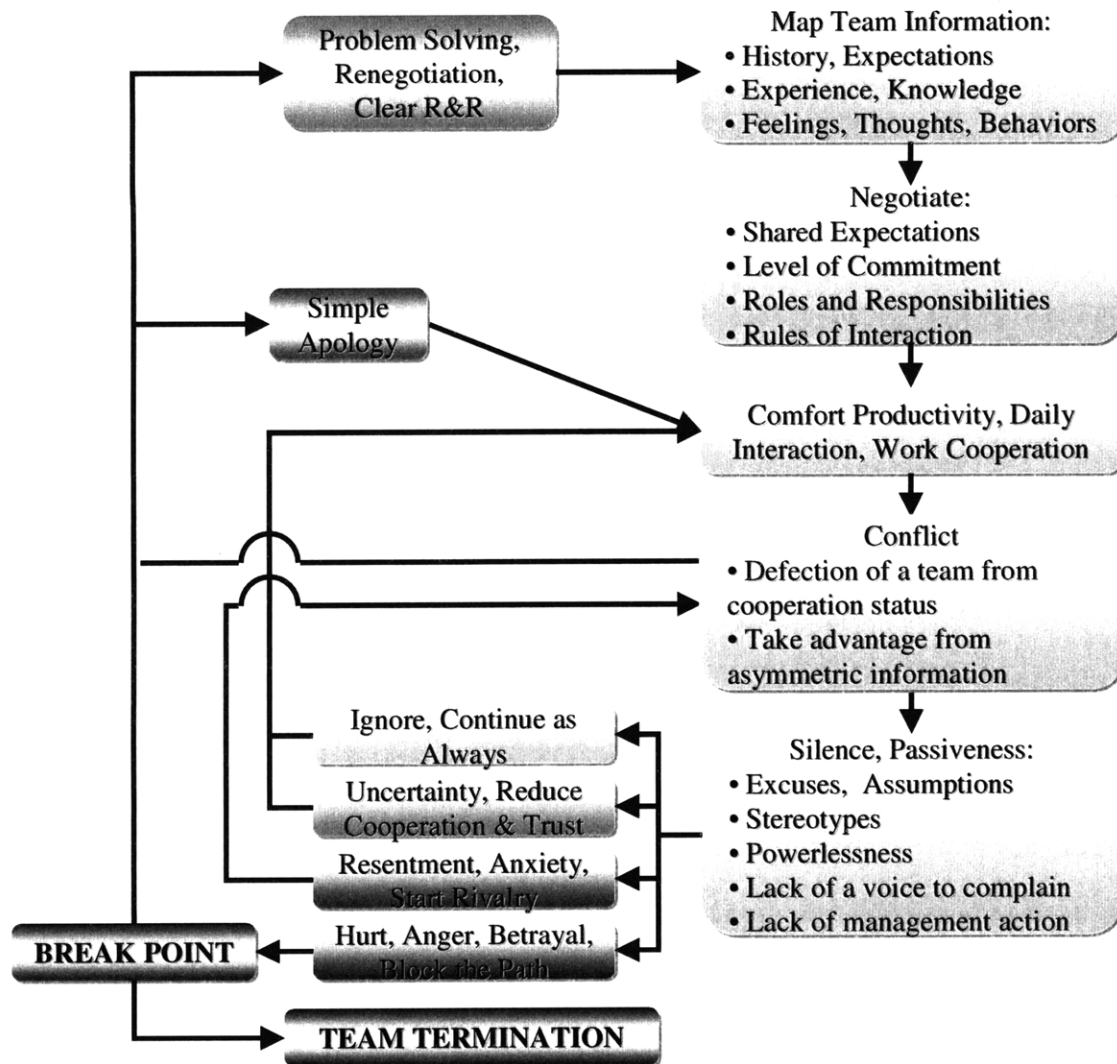 Problem Solving,
Renegotiation,
Clear R&R
Map Team Information:
• History, Expectations
• Experience, Knowledge
• Feelings, Thoughts, Behaviors
Negotiate:
• Shared Expectations
• Level of Commitment
• Roles and Responsibilities
• Rules of Interaction
Simple
Apology
Comfort Productivity, Daily
Interaction, Work Cooperation
Conflict
• Defection of a team from
cooperation status
• Take advantage from
asymmetric information
Silence, Passiveness:
• Excuses, Assumptions
• Stereotypes
• Powerlessness
• Lack of a voice to complain
• Lack of management action
Ignore, Continue as
Always
Uncertainty, Reduce
Cooperation & Trust
Resentment, Anxiety,
Start Rivalry
Hurt, Anger, Betrayal,
Block the Path
BREAK POINT
TEAM TERMINATION